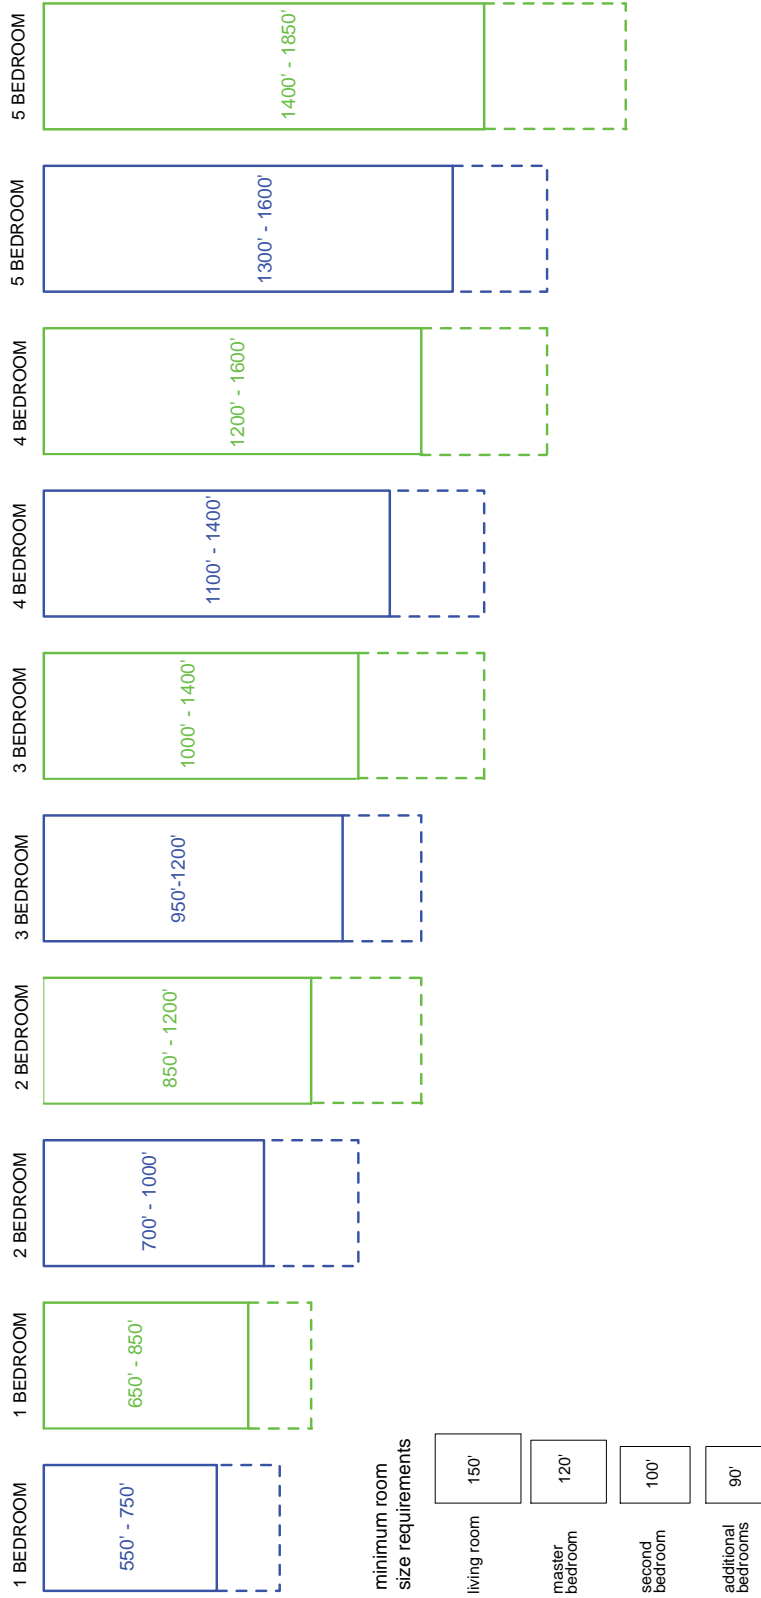 1 BEDROOM
1 BEDROOM
2 BEDROOM
2 BEDROOM
3 BEDROOM
3 BEDROOM
4 BEDROOM
4 BEDROOM
5 BEDROOM
5 BEDROOM
550' - 750'
650' - 850'
700' - 1000'
850' - 1200'
950'-1200'
1000' - 1400'
1100' - 1400'
1200' - 1600'
1300' - 1600'
1400' - 1850'
minimum room
size requirements
living room
150'
master
bedroom
120'
second
bedroom
100'
additional
bedrooms
90'